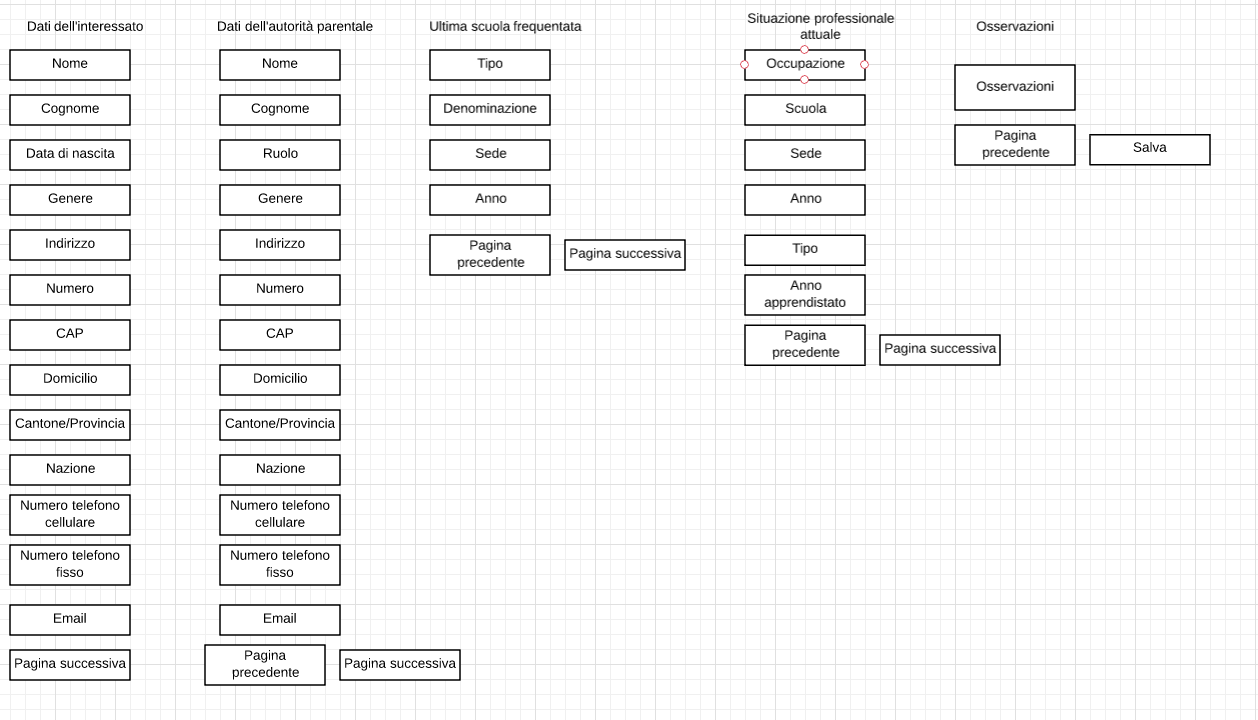 Dati dell'interessato
Nome
Cognome
Data di nascita
Genere
Indirizzo
Numero
CAP
Domicilio
Cantone/Provincia
Nazione
Numero telefono
cellulare
Numero telefono
fisso
Email
Pagina successiva
Dati dell'autorità parentale
Nome
Cognome
Ruolo
Genere
Indirizzo
Numero
CAP
Domicilio
Cantone/Provincia
Nazione
Numero telefono
cellulare
Numero telefono
fisso
Email
Pagina
precedente
Pagina successiva
Ultima scuola frequentata
Tipo
Denominazione
Sede
Anno
Pagina
precedente
Pagina successiva
Situazione professionale
attuale
Occupazione
Scuola
Sede
Anno
Tipo
Anno
apprendistato
Pagina
precedente
Pagina successiva
Osservazioni
Osservazioni
Pagina
precedente
Salva